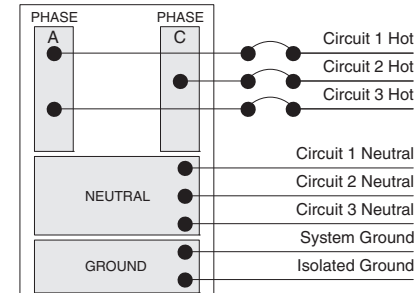 PHASE PHASE
A C
Circuit 1 Hot
Circuit 2 Hot
Circuit 3 Hot
Circuit 1 Neutral
NEUTRAL
Circuit 2 Neutral
Circuit 3 Neutral
System Ground
GROUND
Isolated Ground